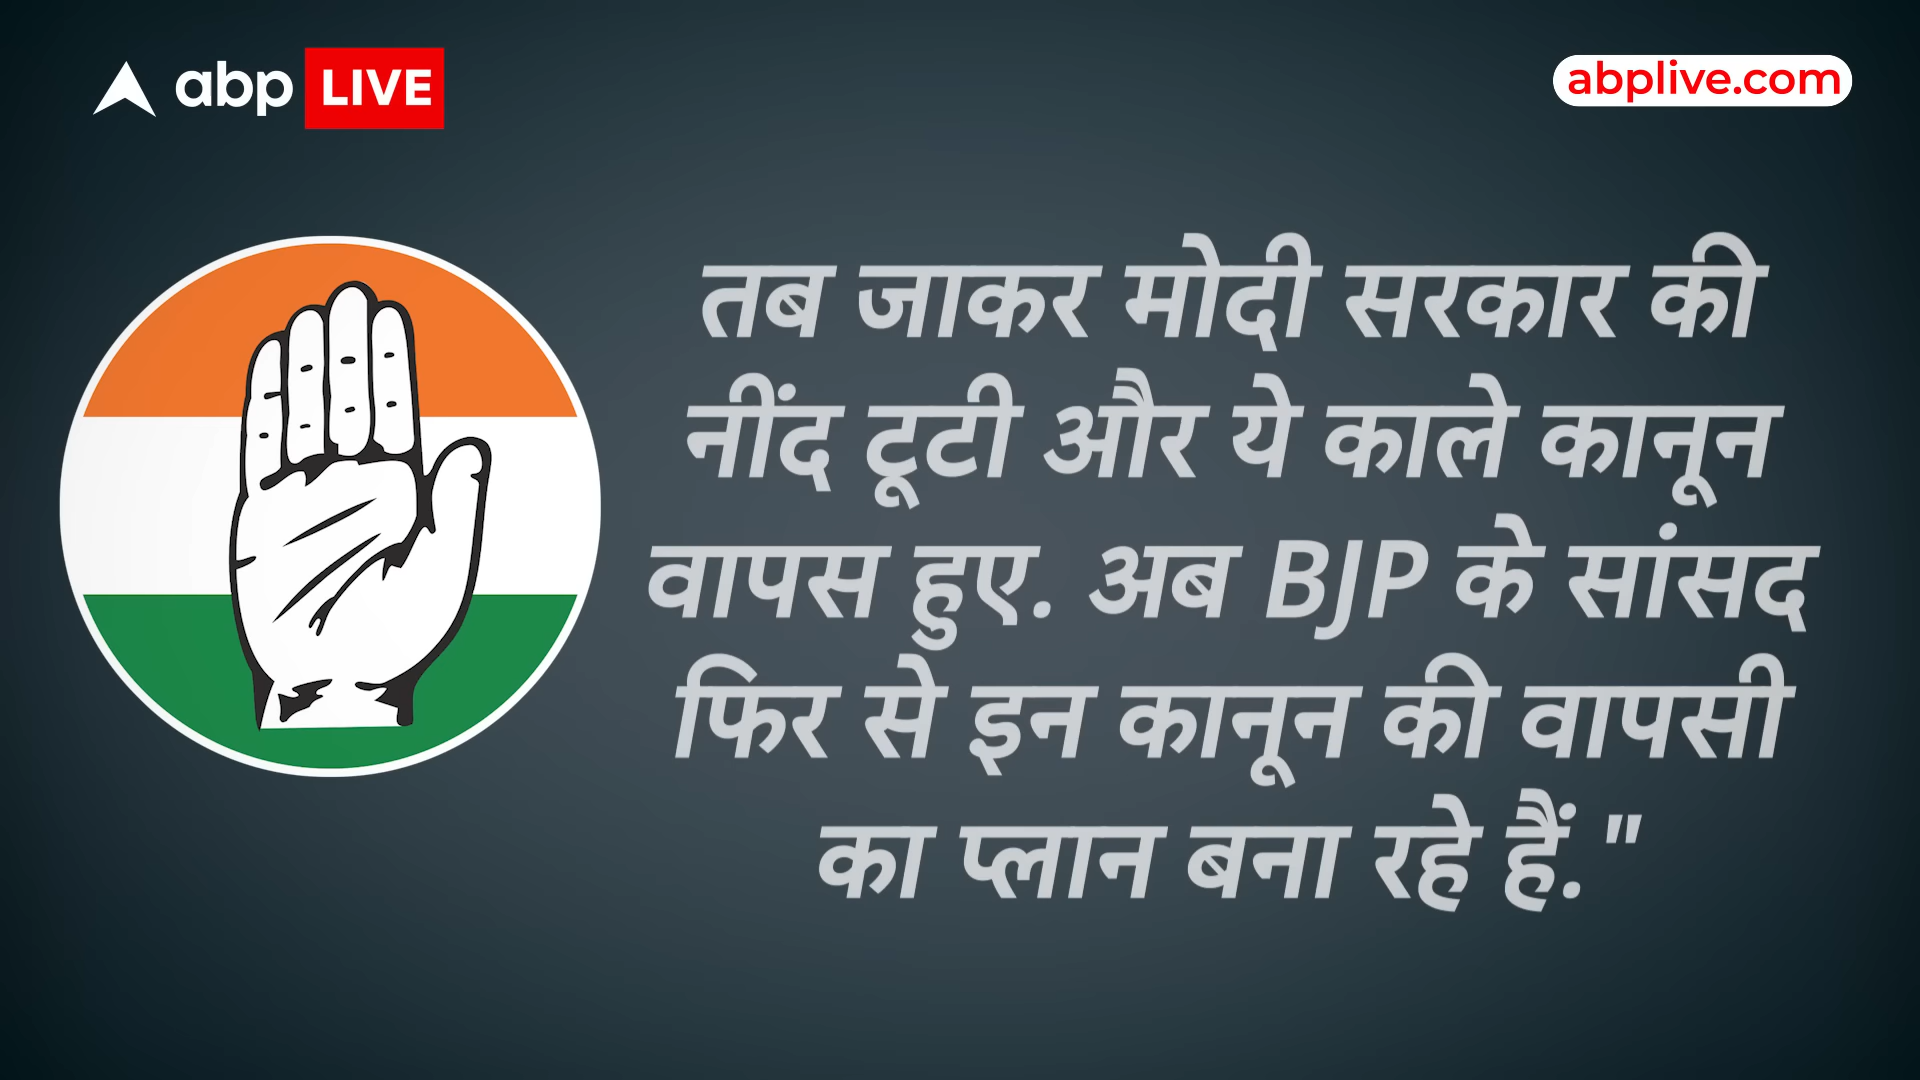 abp LIVE
abplive.com
तब जाकर मोदी सरकार की
नींद टूटी और ये काले कानून
वापस हुए. अब BJP के सांसद
फिर से इन कानून की वापसी
का प्लान बना रहे हैं."